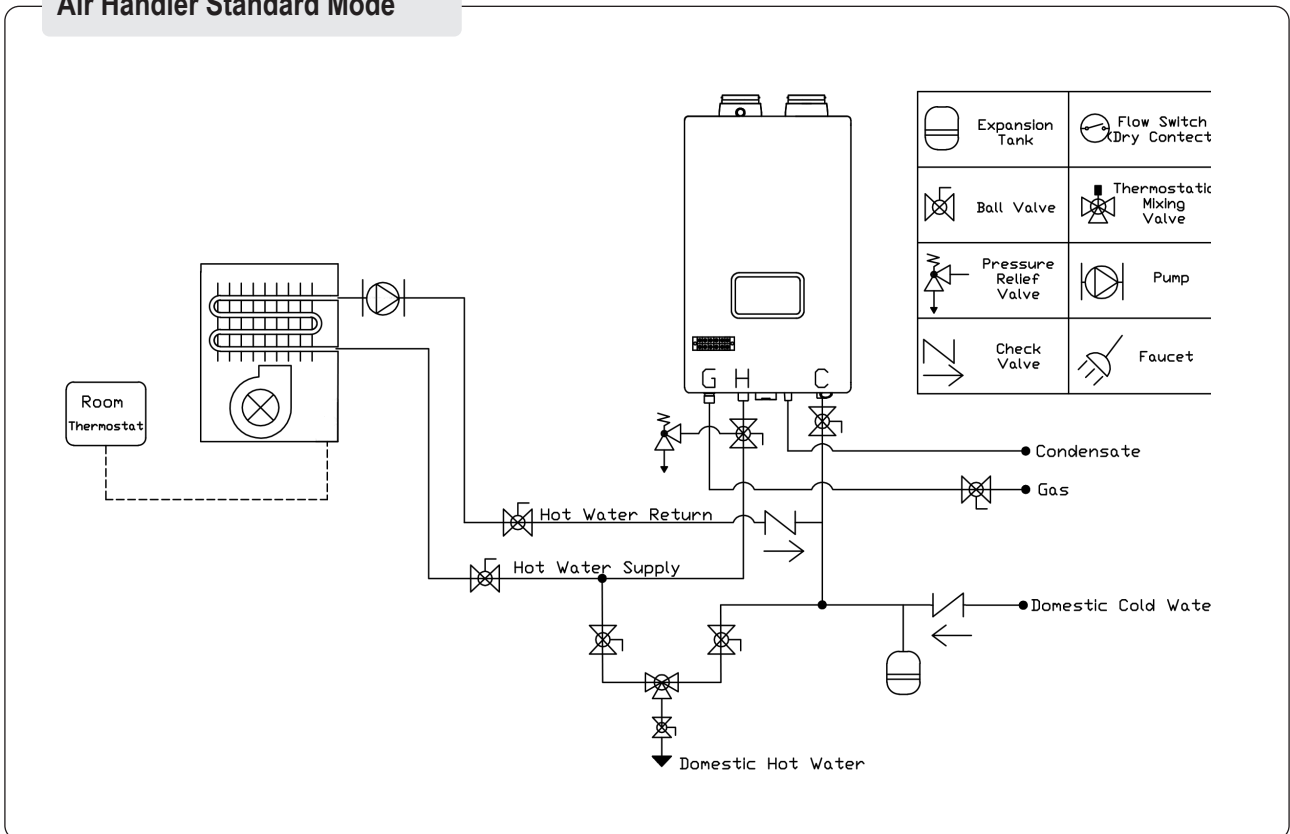 Air Handler Standard Mode
Expansion
Tank
Flow Switch
(Dry Contect
Ball Valve
Thermostatic
Mixing
Valve
Pressure
Relief
Valve
Pump
Check
Valve
Faucet
G H C
Room
Thermostat
Condensate
Gas
Hot Water Return
Hot Water Supply
Domestic Cold Wate
Domestic Hot Water